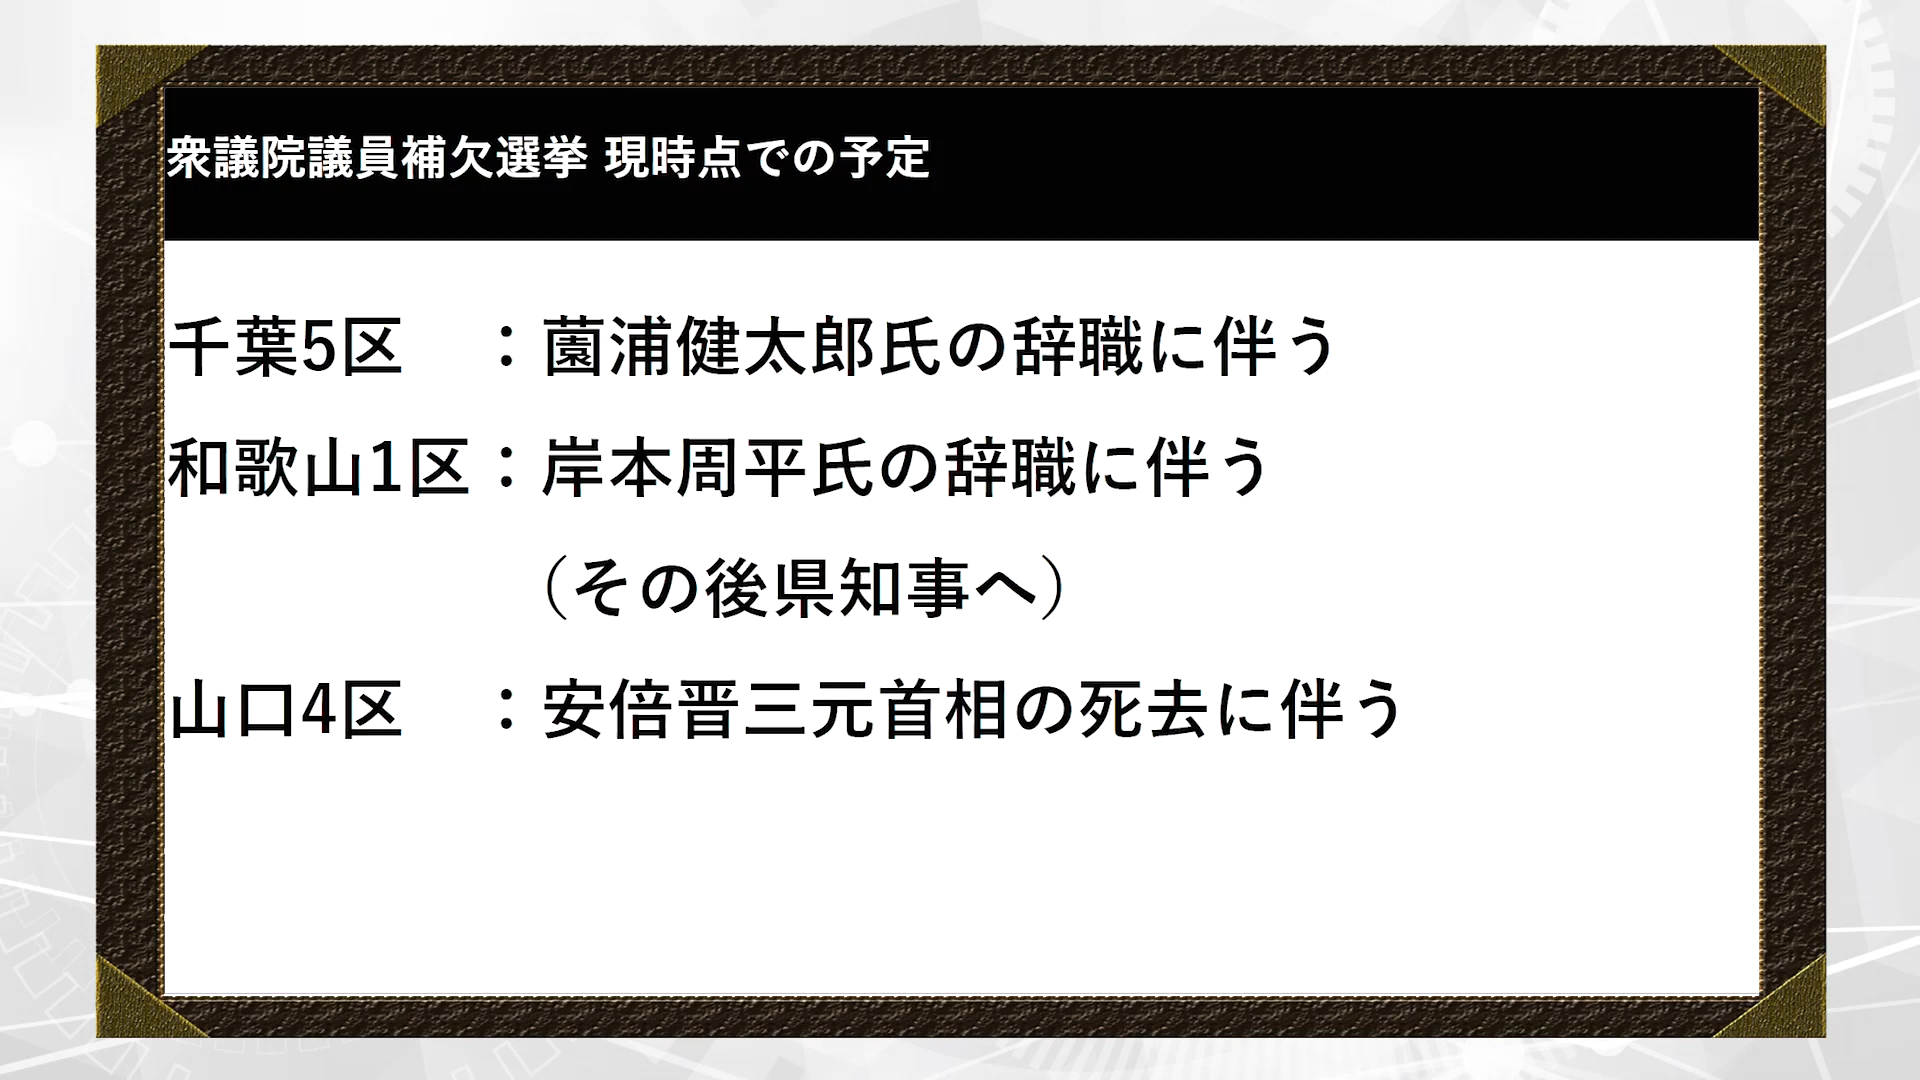 衆議院議員補欠選挙 現時点での予定
千葉5区　：薗浦健太郎氏の辞職に伴う
和歌山1区：岸本周平氏の辞職に伴う
（その後県知事へ）
山口4区　：安倍晋三元首相の死去に伴う